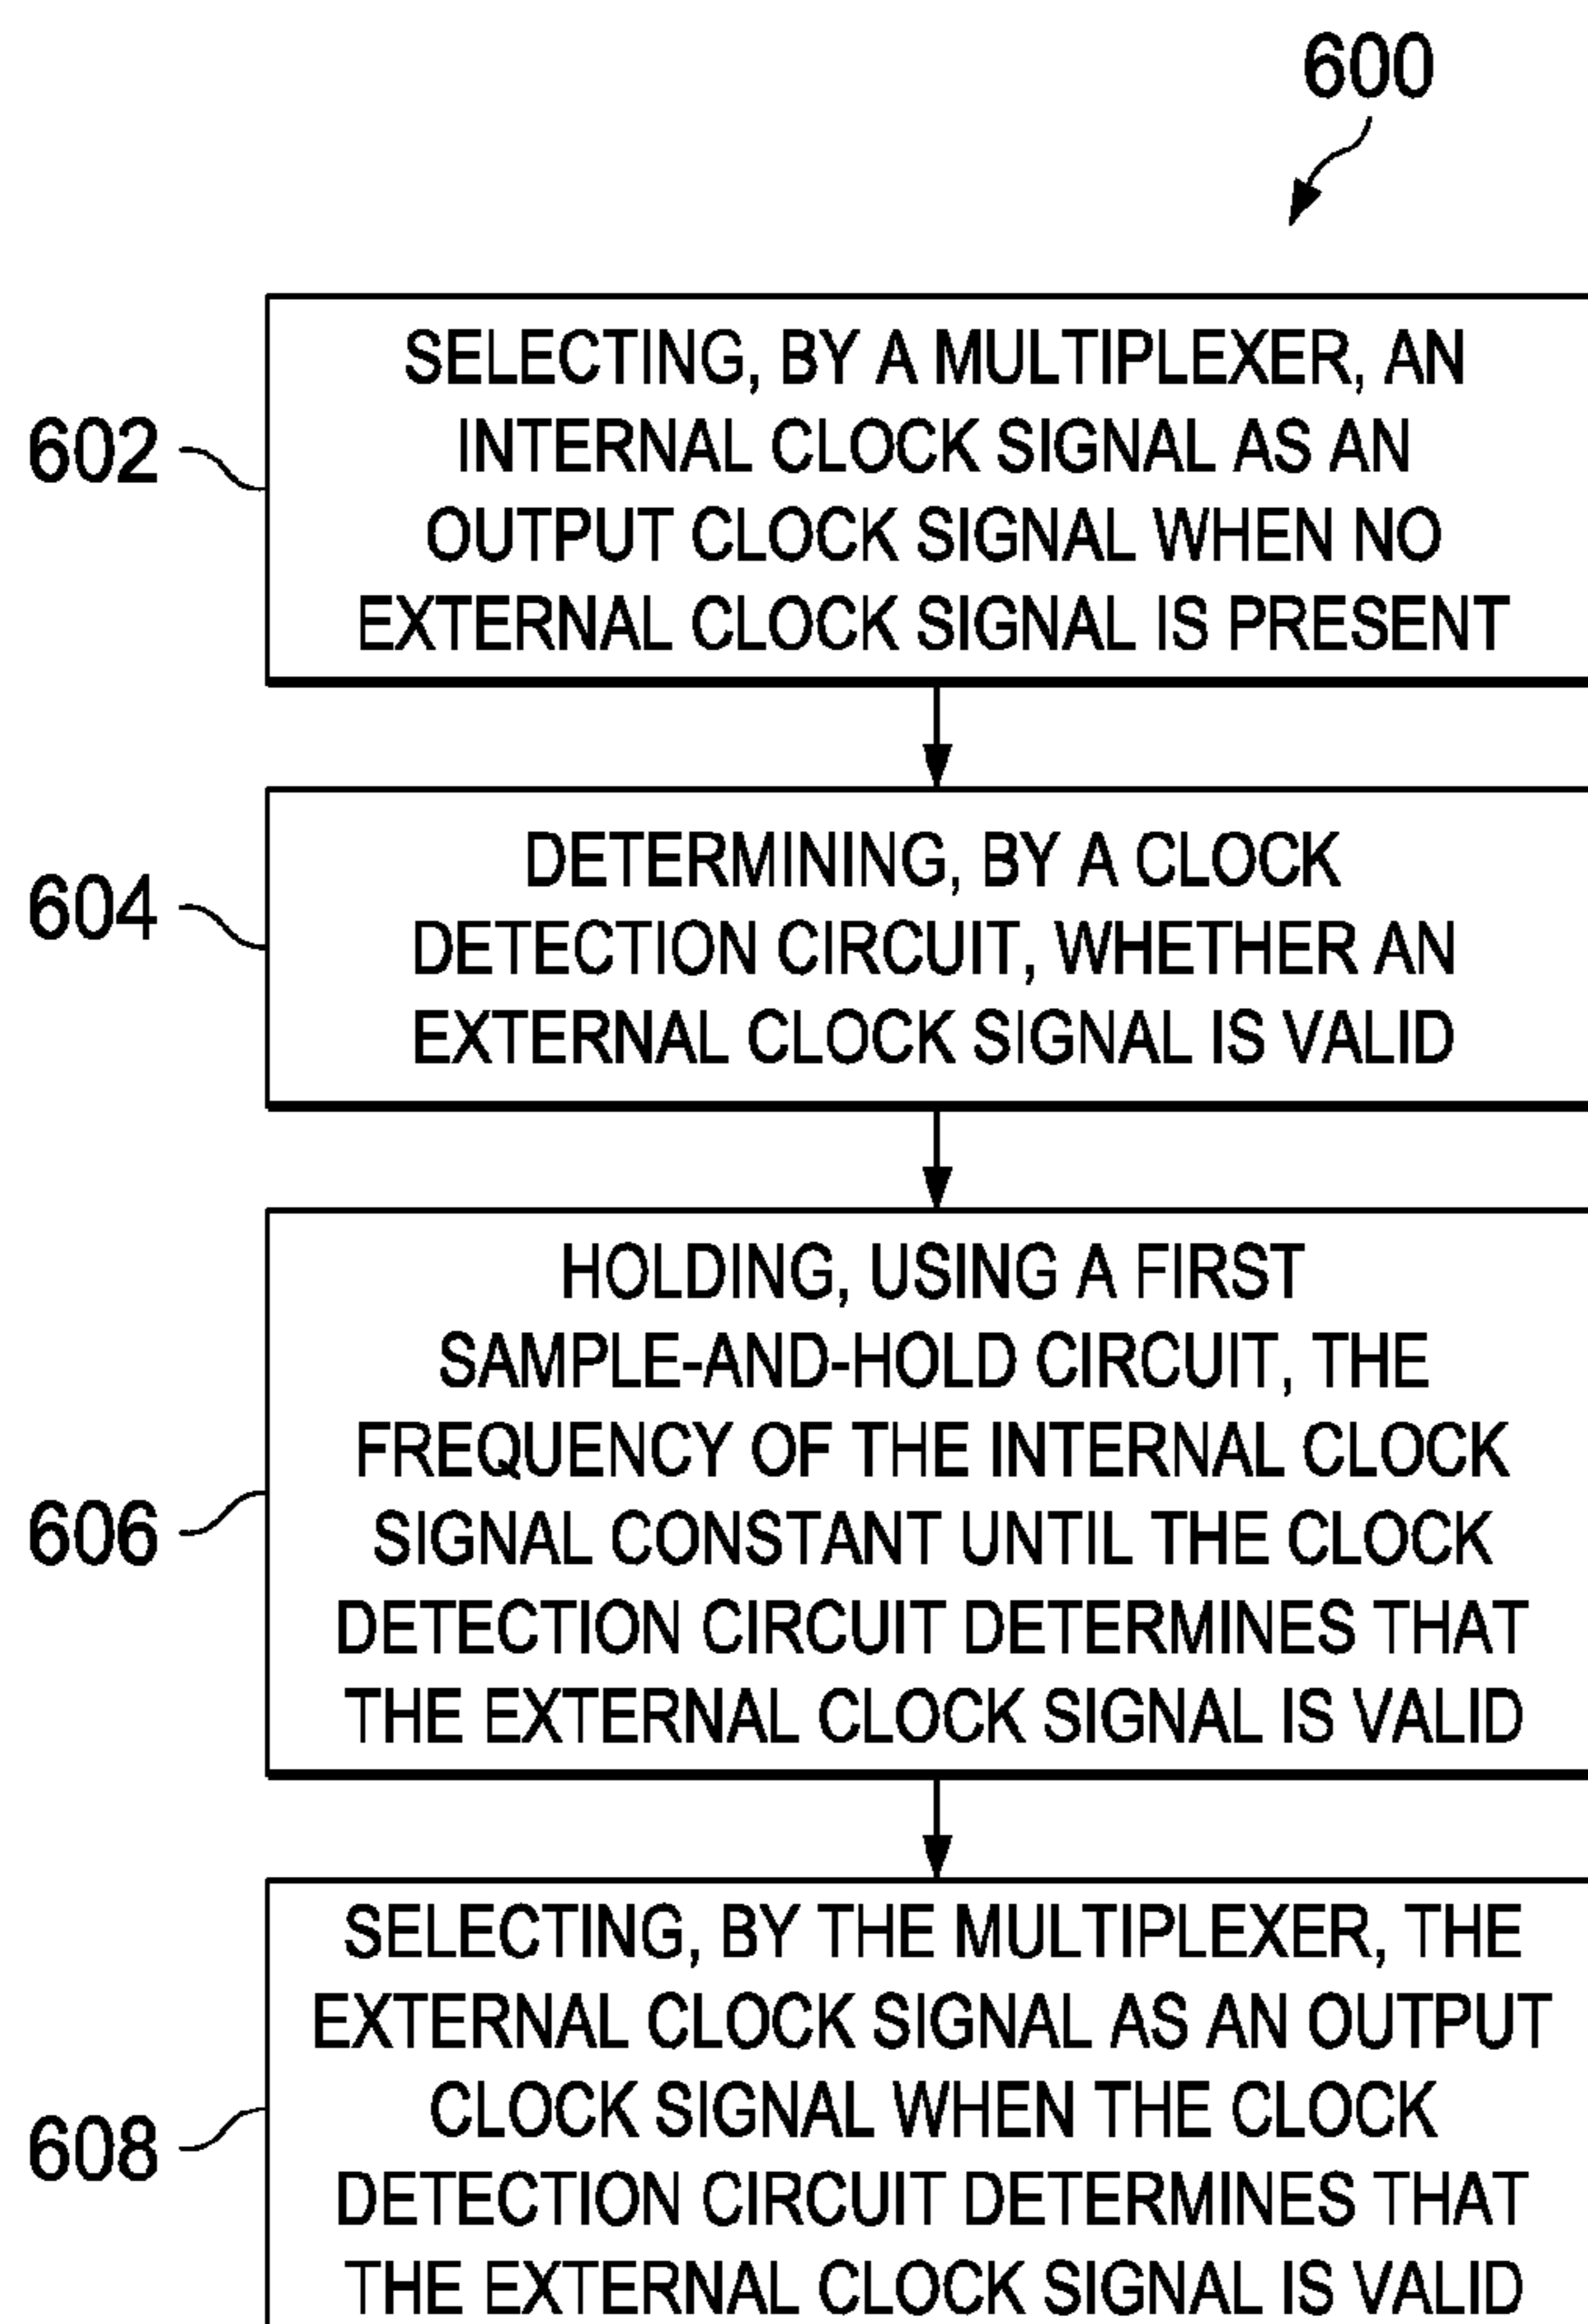 600
602
SELECTING, BY A MULTIPLEXER, AN
INTERNAL CLOCK SIGNAL AS AN
OUTPUT CLOCK SIGNAL WHEN NO
EXTERNAL CLOCK SIGNAL IS PRESENT
604
DETERMINING, BY A CLOCK
DETECTION CIRCUIT, WHETHER AN
EXTERNAL CLOCK SIGNAL IS VALID
606
HOLDING, USING A FIRST
SAMPLE-AND-HOLD CIRCUIT, THE
FREQUENCY OF THE INTERNAL CLOCK
SIGNAL CONSTANT UNTIL THE CLOCK
DETECTION CIRCUIT DETERMINES THAT
THE EXTERNAL CLOCK SIGNAL IS VALID
608
SELECTING, BY THE MULTIPLEXER, THE
EXTERNAL CLOCK SIGNAL AS AN OUTPUT
CLOCK SIGNAL WHEN THE CLOCK
DETECTION CIRCUIT DETERMINES THAT
THE EXTERNAL CLOCK SIGNAL IS VALID